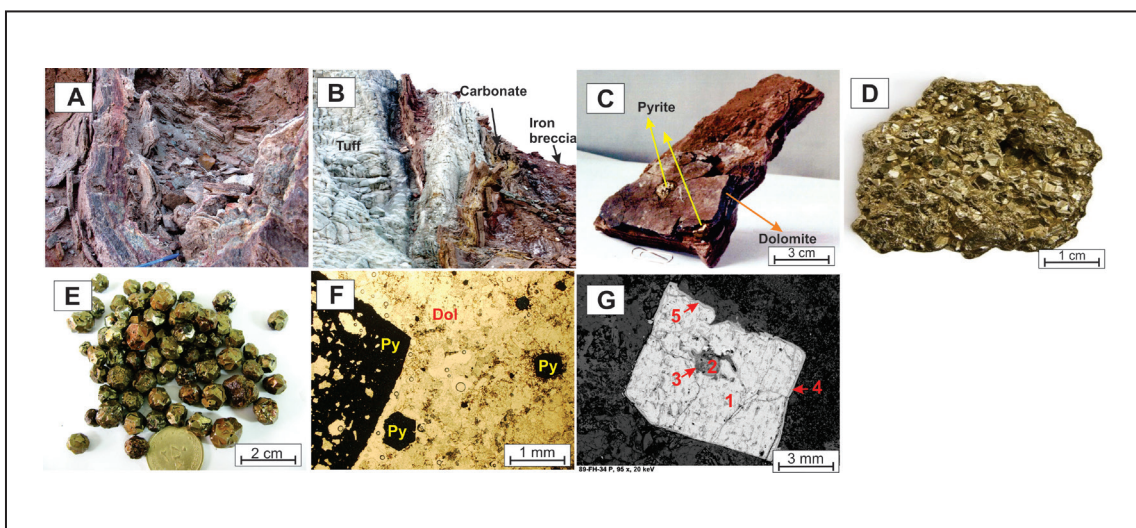 A
B
Carbonate
Iron
breccia
Tuff
C
Pyrite
Dolomite
3 cm
D
1 cm
E
2 cm
F
Dol
Py
Py
Py
1 mm
G
5
2
3
4
1
3 mm
89-FH-34 P, 95 x, 20 keV